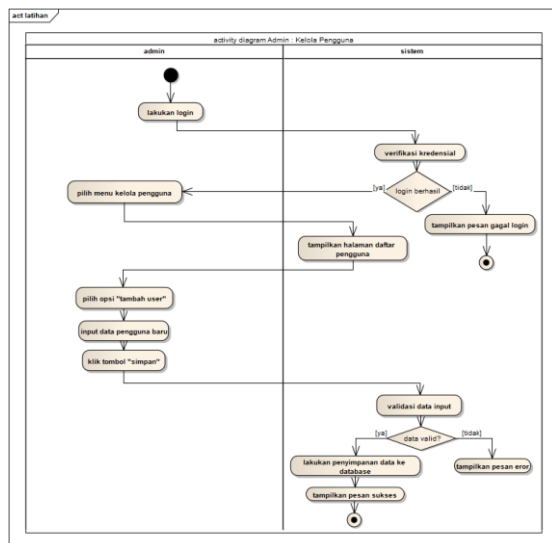 act latihan
activity diagram Admin : Kelola Pengguna
admin
sistem
lakukan login
verifikasi kredensial
login berhasil
[ya]
[tidak]
pilih menu kelola pengguna
tampilkan pesan gagal login
tampilkan halaman daftar
pengguna
pilih opsi "tambah user"
input data pengguna baru
klik tombol "simpan"
validasi data input
data valid?
[ya]
[tidak]
lakukan penyimpanan data ke
database
tampilkan pesan eror
tampilkan pesan sukses